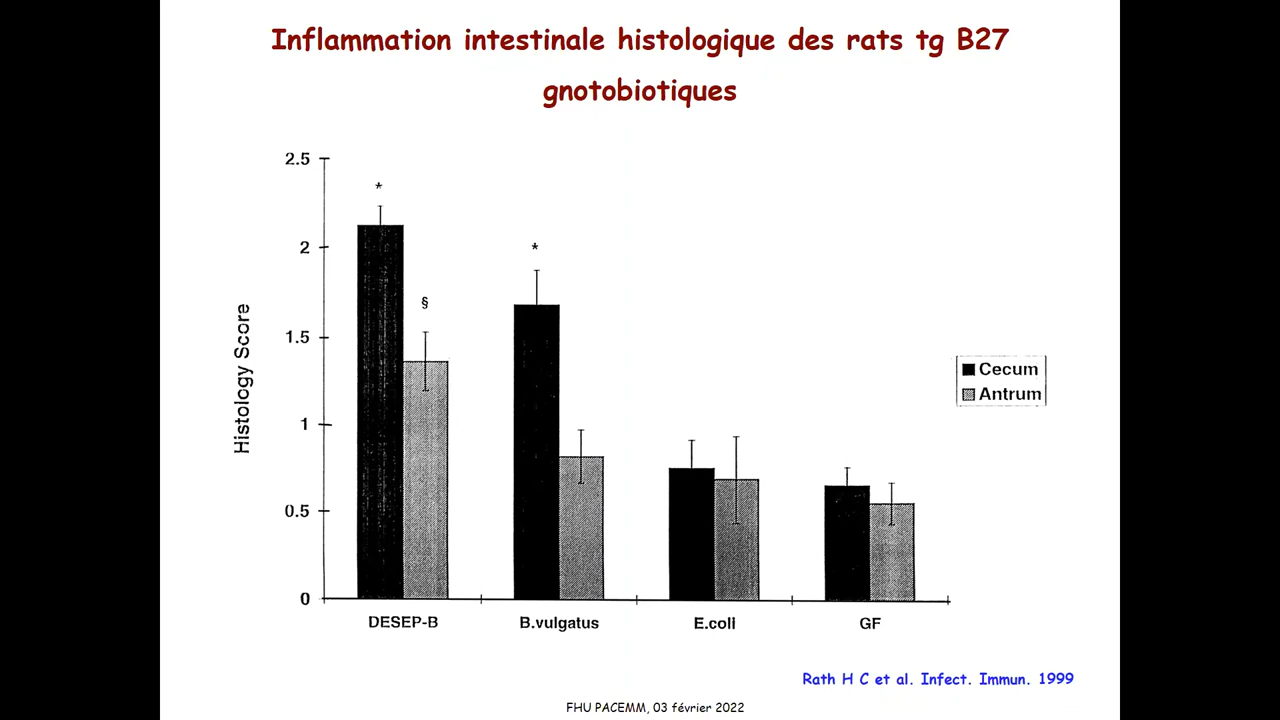 Inflammation intestinale histologique des rats tg B27
gnotobiotiques
2.5
2
1.5
1
0.5
0
Histology Score
*
§
*
Cecum
Antrum
DESEP-B
B.vulgatus
E.coli
GF
Rath H C et al. Infect. Immun. 1999
FHU PACEMM, 03 février 2022